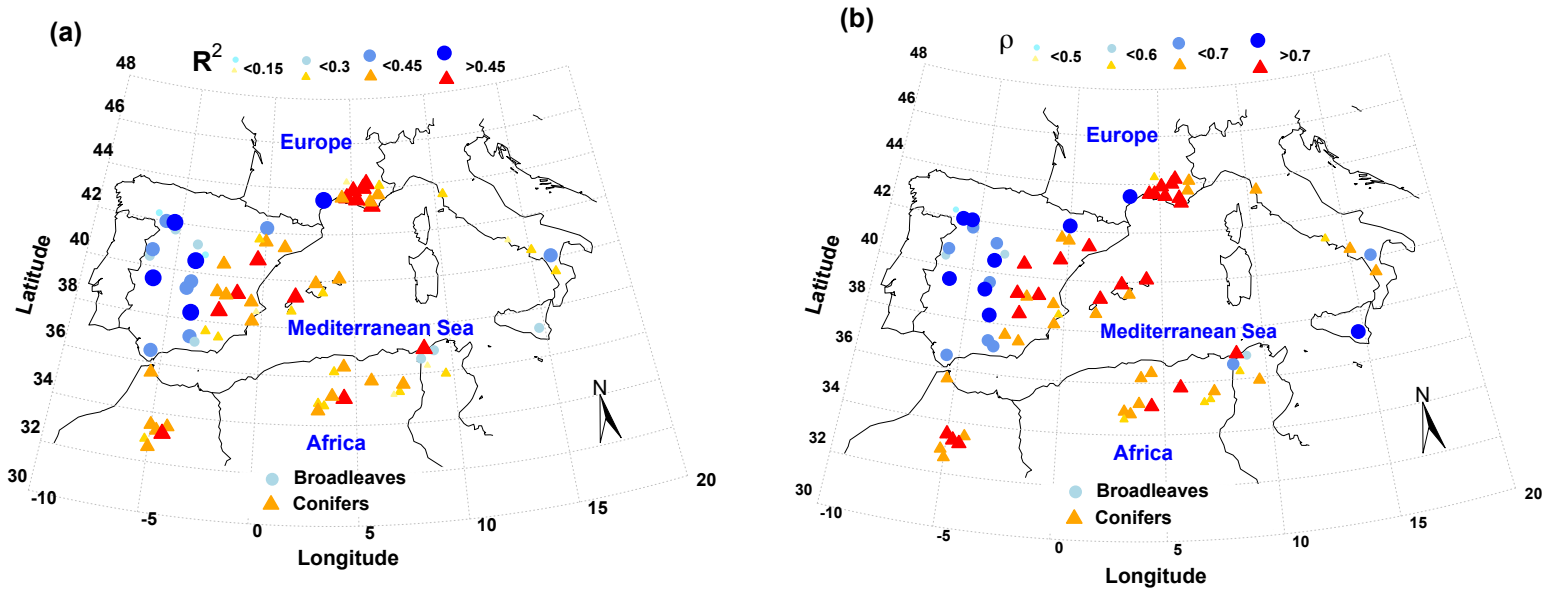 (a)
R² <0.15 <0.3 <0.45 >0.45
48
46
44
42
40
38
36
34
32
30
Latitude
-10
-5
0
5
10
15
20
Longitude
Europe
Mediterranean Sea
Africa
N
Broadleaves
Conifers
(b)
ρ <0.5 <0.6 <0.7 >0.7
48
46
44
42
40
38
36
34
32
30
Latitude
-10
-5
0
5
10
15
20
Longitude
Europe
Mediterranean Sea
Africa
N
Broadleaves
Conifers